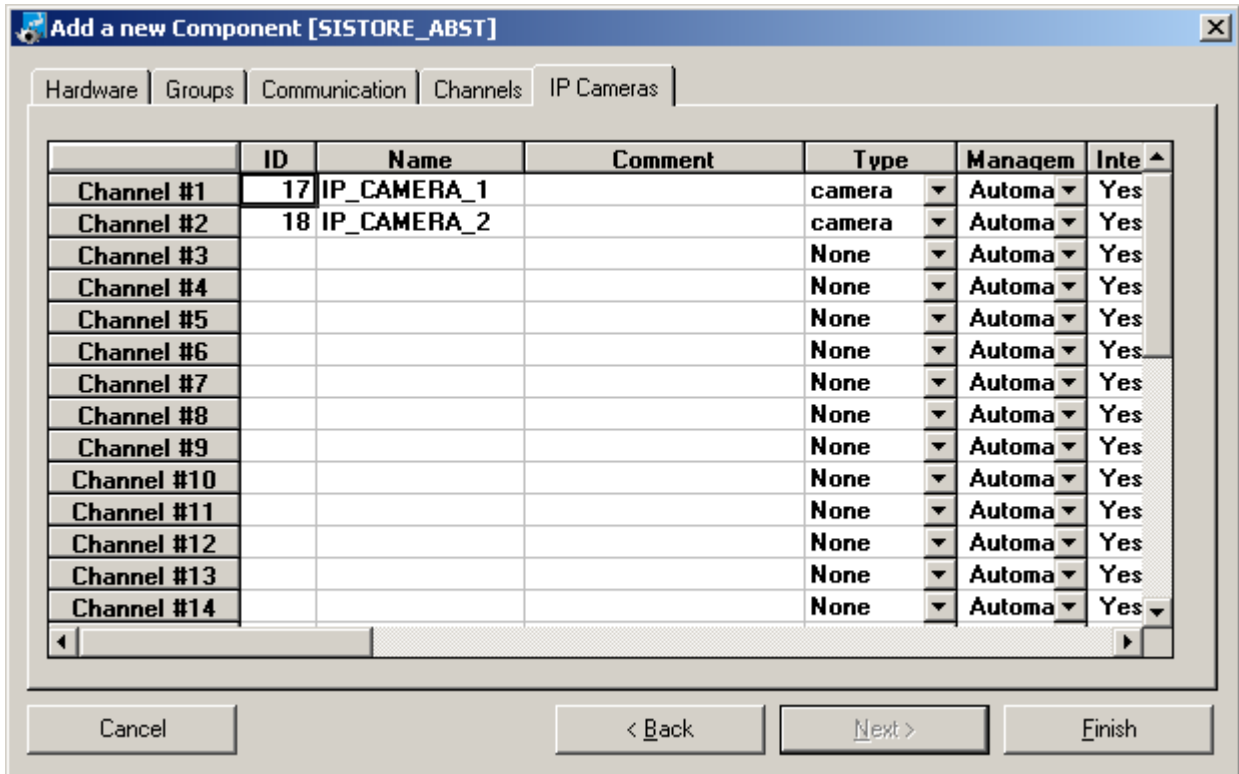 Add a new Component [SISTORE_ABST]
Hardware Groups Communication Channels IP Cameras
ID Name Comment Type Managem Inte
Channel #1 17 IP_CAMERA_1 camera Automa Yes
Channel #2 18 IP_CAMERA_2 camera Automa Yes
Channel #3 None Automa Yes
Channel #4 None Automa Yes
Channel #5 None Automa Yes
Channel #6 None Automa Yes
Channel #7 None Automa Yes
Channel #8 None Automa Yes
Channel #9 None Automa Yes
Channel #10 None Automa Yes
Channel #11 None Automa Yes
Channel #12 None Automa Yes
Channel #13 None Automa Yes
Channel #14 None Automa Yes
Cancel < Back Next > Finish